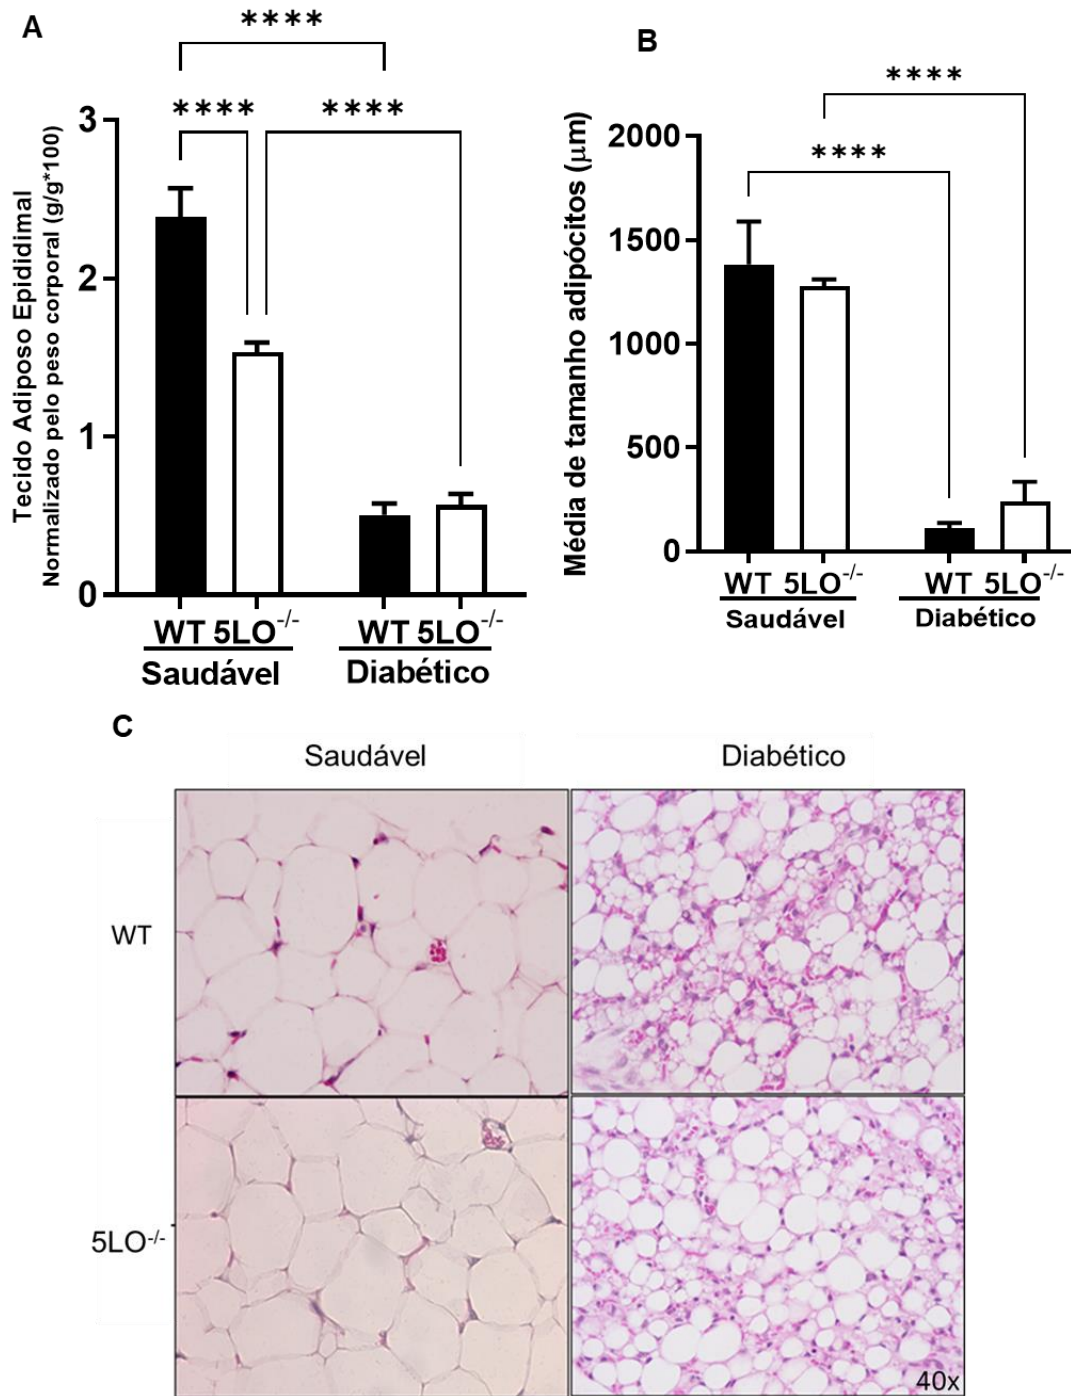 A
****
****
****
Tecido Adiposo Epididimal
Normalizado pelo peso corporal (g/g*100)
3
2
1
0
WT 5LO-/-
WT 5LO-/-
Saudável
Diabético
B
****
****
Média de tamanho adipócitos (μm)
2000
1500
1000
500
0
WT 5LO-/-
WT 5LO-/-
Saudável
Diabético
C
Saudável
Diabético
WT
5LO-/-
40x